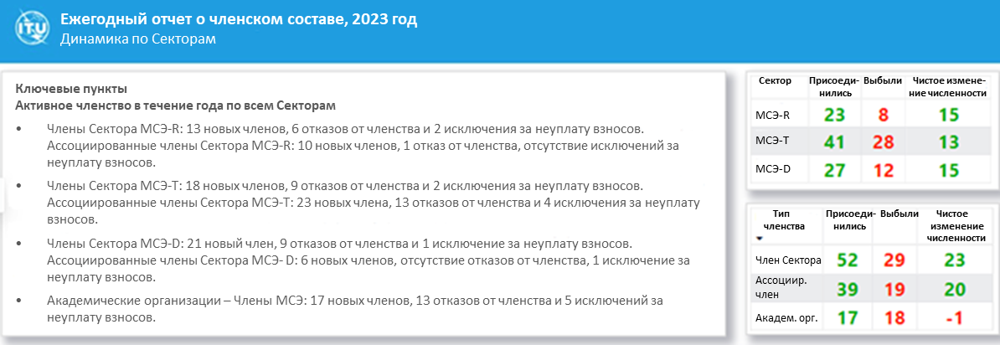 ITU
Ежегодный отчет о членском составе, 2023 год
Динамика по Секторам
Ключевые пункты
Активное членство в течение года по всем Секторам
• Члены Сектора МСЭ-R: 13 новых членов, 6 отказов от членства и 2 исключения за неуплату взносов.
Ассоциированные члены Сектора МСЭ-R: 10 новых членов, 1 отказ от членства, отсутствие исключений за
неуплату взносов.
• Члены Сектора МСЭ-Т: 18 новых членов, 9 отказов от членства и 2 исключения за неуплату взносов.
Ассоциированные члены Сектора МСЭ-Т: 23 новых члена, 13 отказов от членства и 4 исключения за неуплату
взносов.
• Члены Сектора МСЭ-D: 21 новый член, 9 отказов от членства и 1 исключение за неуплату взносов.
Ассоциированные члены Сектора МСЭ- D: 6 новых членов, отсутствие отказов от членства, 1 исключение за
неуплату взносов.
• Академические организации – Члены МСЭ: 17 новых членов, 13 отказов от членства и 5 исключений за
неуплату взносов.
Сектор Присоеди- Выбыли Чистое измене-
нились ние численности
МСЭ-R 23 8 15
МСЭ-Т 41 28 13
МСЭ-D 27 12 15
Тип Присоеди- Выбыли Чистое
членства нились изменение
численности
Член Сектора 52 29 23
Ассоциир.
член 39 19 20
Академ. орг. 17 18 -1